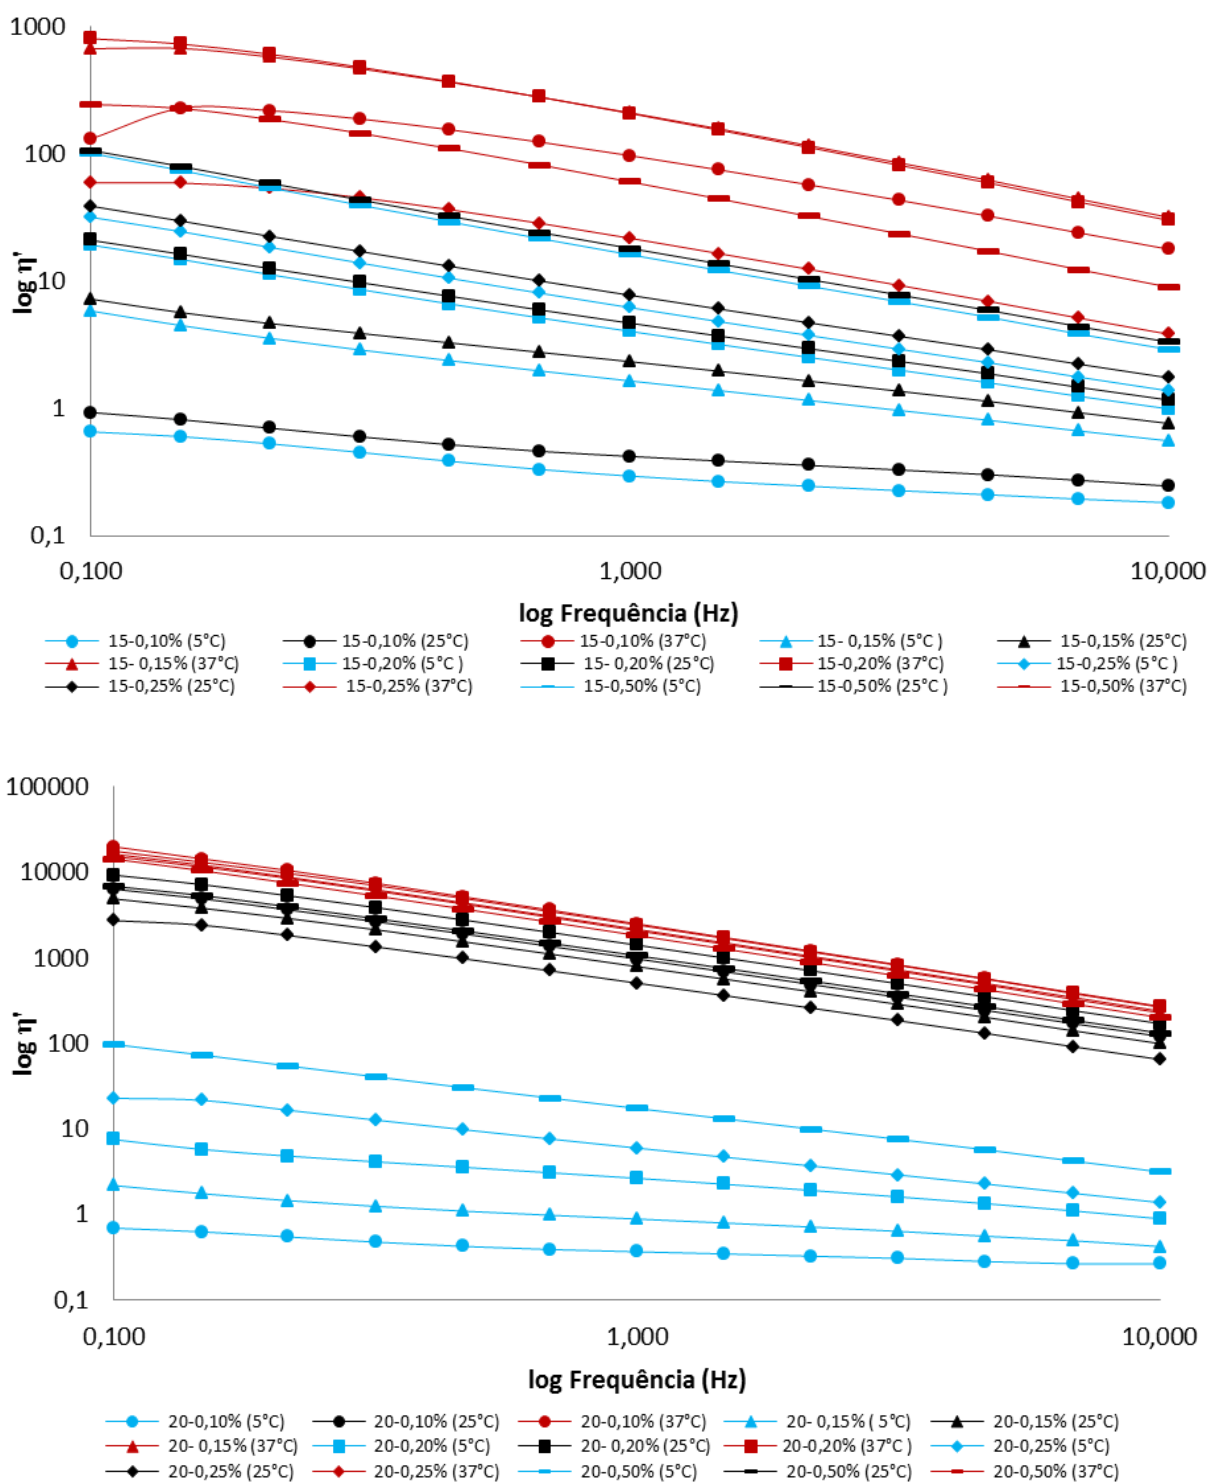 1000
100
10
1
0,1
log η'
0,100 1,000 10,000
log Frequência (Hz)
15-0,10% (5°C) 15-0,10% (25°C) 15-0,10% (37°C) 15- 0,15% (5°C ) 15-0,15% (25°C)
15- 0,15% (37°C) 15-0,20% (5°C ) 15- 0,20% (25°C) 15-0,20% (37°C) 15-0,25% (5°C )
15-0,25% (25°C) 15-0,25% (37°C) 15-0,50% (5°C) 15-0,50% (25°C ) 15-0,50% (37°C)
100000
10000
1000
100
10
1
0,1
log η'
0,100 1,000 10,000
log Frequência (Hz)
20-0,10% (5°C) 20-0,10% (25°C) 20-0,10% (37°C) 20- 0,15% ( 5°C) 20-0,15% (25°C)
20- 0,15% (37°C) 20-0,20% (5°C) 20- 0,20% (25°C) 20-0,20% (37°C ) 20-0,25% (5°C)
20-0,25% (25°C) 20-0,25% (37°C) 20-0,50% (5°C) 20-0,50% (25°C) 20-0,50% (37°C)